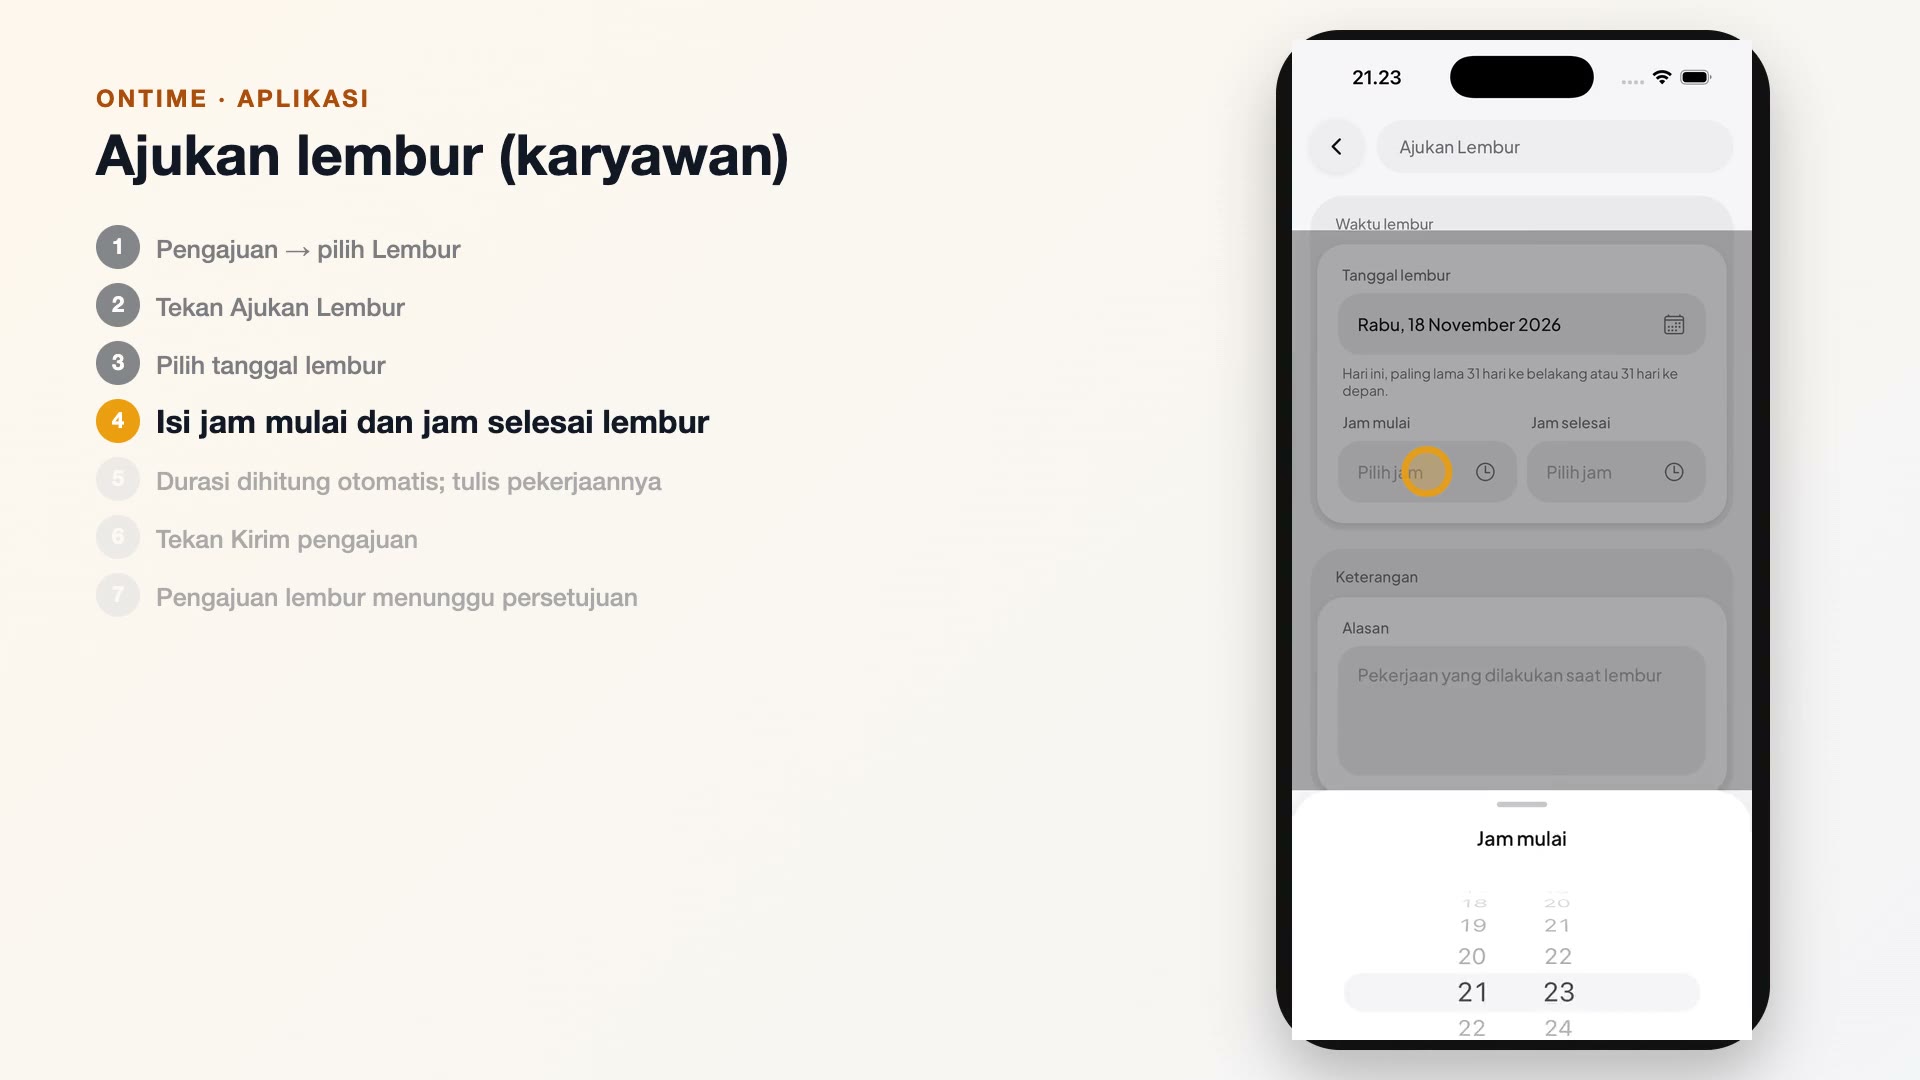 ONTIME · APLIKASI
Ajukan lembur (karyawan)
1 Pengajuan → pilih Lembur
2 Tekan Ajukan Lembur
3 Pilih tanggal lembur
4 Isi jam mulai dan jam selesai lembur
5 Durasi dihitung otomatis; tulis pekerjaannya
6 Tekan Kirim pengajuan
7 Pengajuan lembur menunggu persetujuan
21.23
Ajukan Lembur
Waktu lembur
Tanggal lembur
Rabu, 18 November 2026
Hari ini, paling lama 31 hari ke belakang atau 31 hari ke
depan.
Jam mulai Jam selesai
Pilih jam Pilih jam
Keterangan
Alasan
Pekerjaan yang dilakukan saat lembur
Jam mulai
18 20
19 21
20 22
21 23
22 24